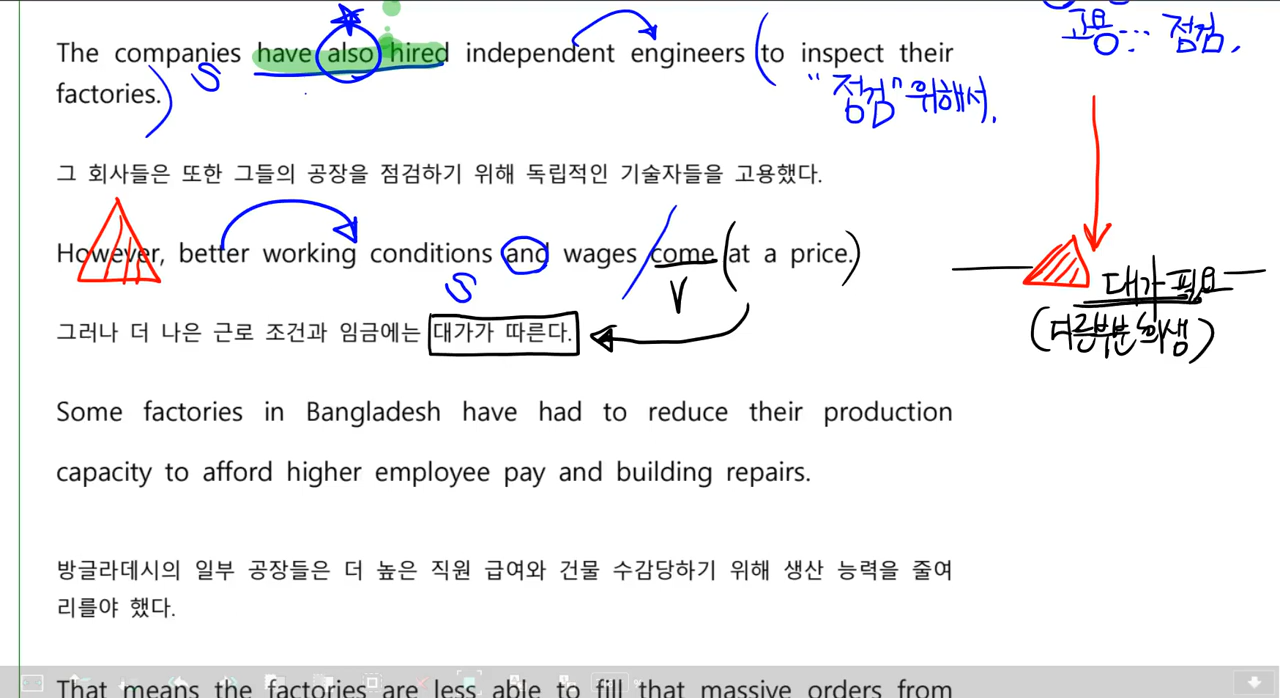 고용... 점검.
The companies have also hired independent engineers (to inspect their
S
factories.)
"점검" 위해서.
그 회사들은 또한 그들의 공장을 점검하기 위해 독립적인 기술자들을 고용했다.
However, better working conditions and wages / come (at a price.)
S
V
대가 필요
(다른부분 희생)
그러나 더 나은 근로 조건과 임금에는 대가가 따른다.
Some factories in Bangladesh have had to reduce their production
capacity to afford higher employee pay and building repairs.
방글라데시의 일부 공장들은 더 높은 직원 급여와 건물 수감당하기 위해 생산 능력을 줄여
리를야 했다.
That means the factories are less able to fill that massive orders from